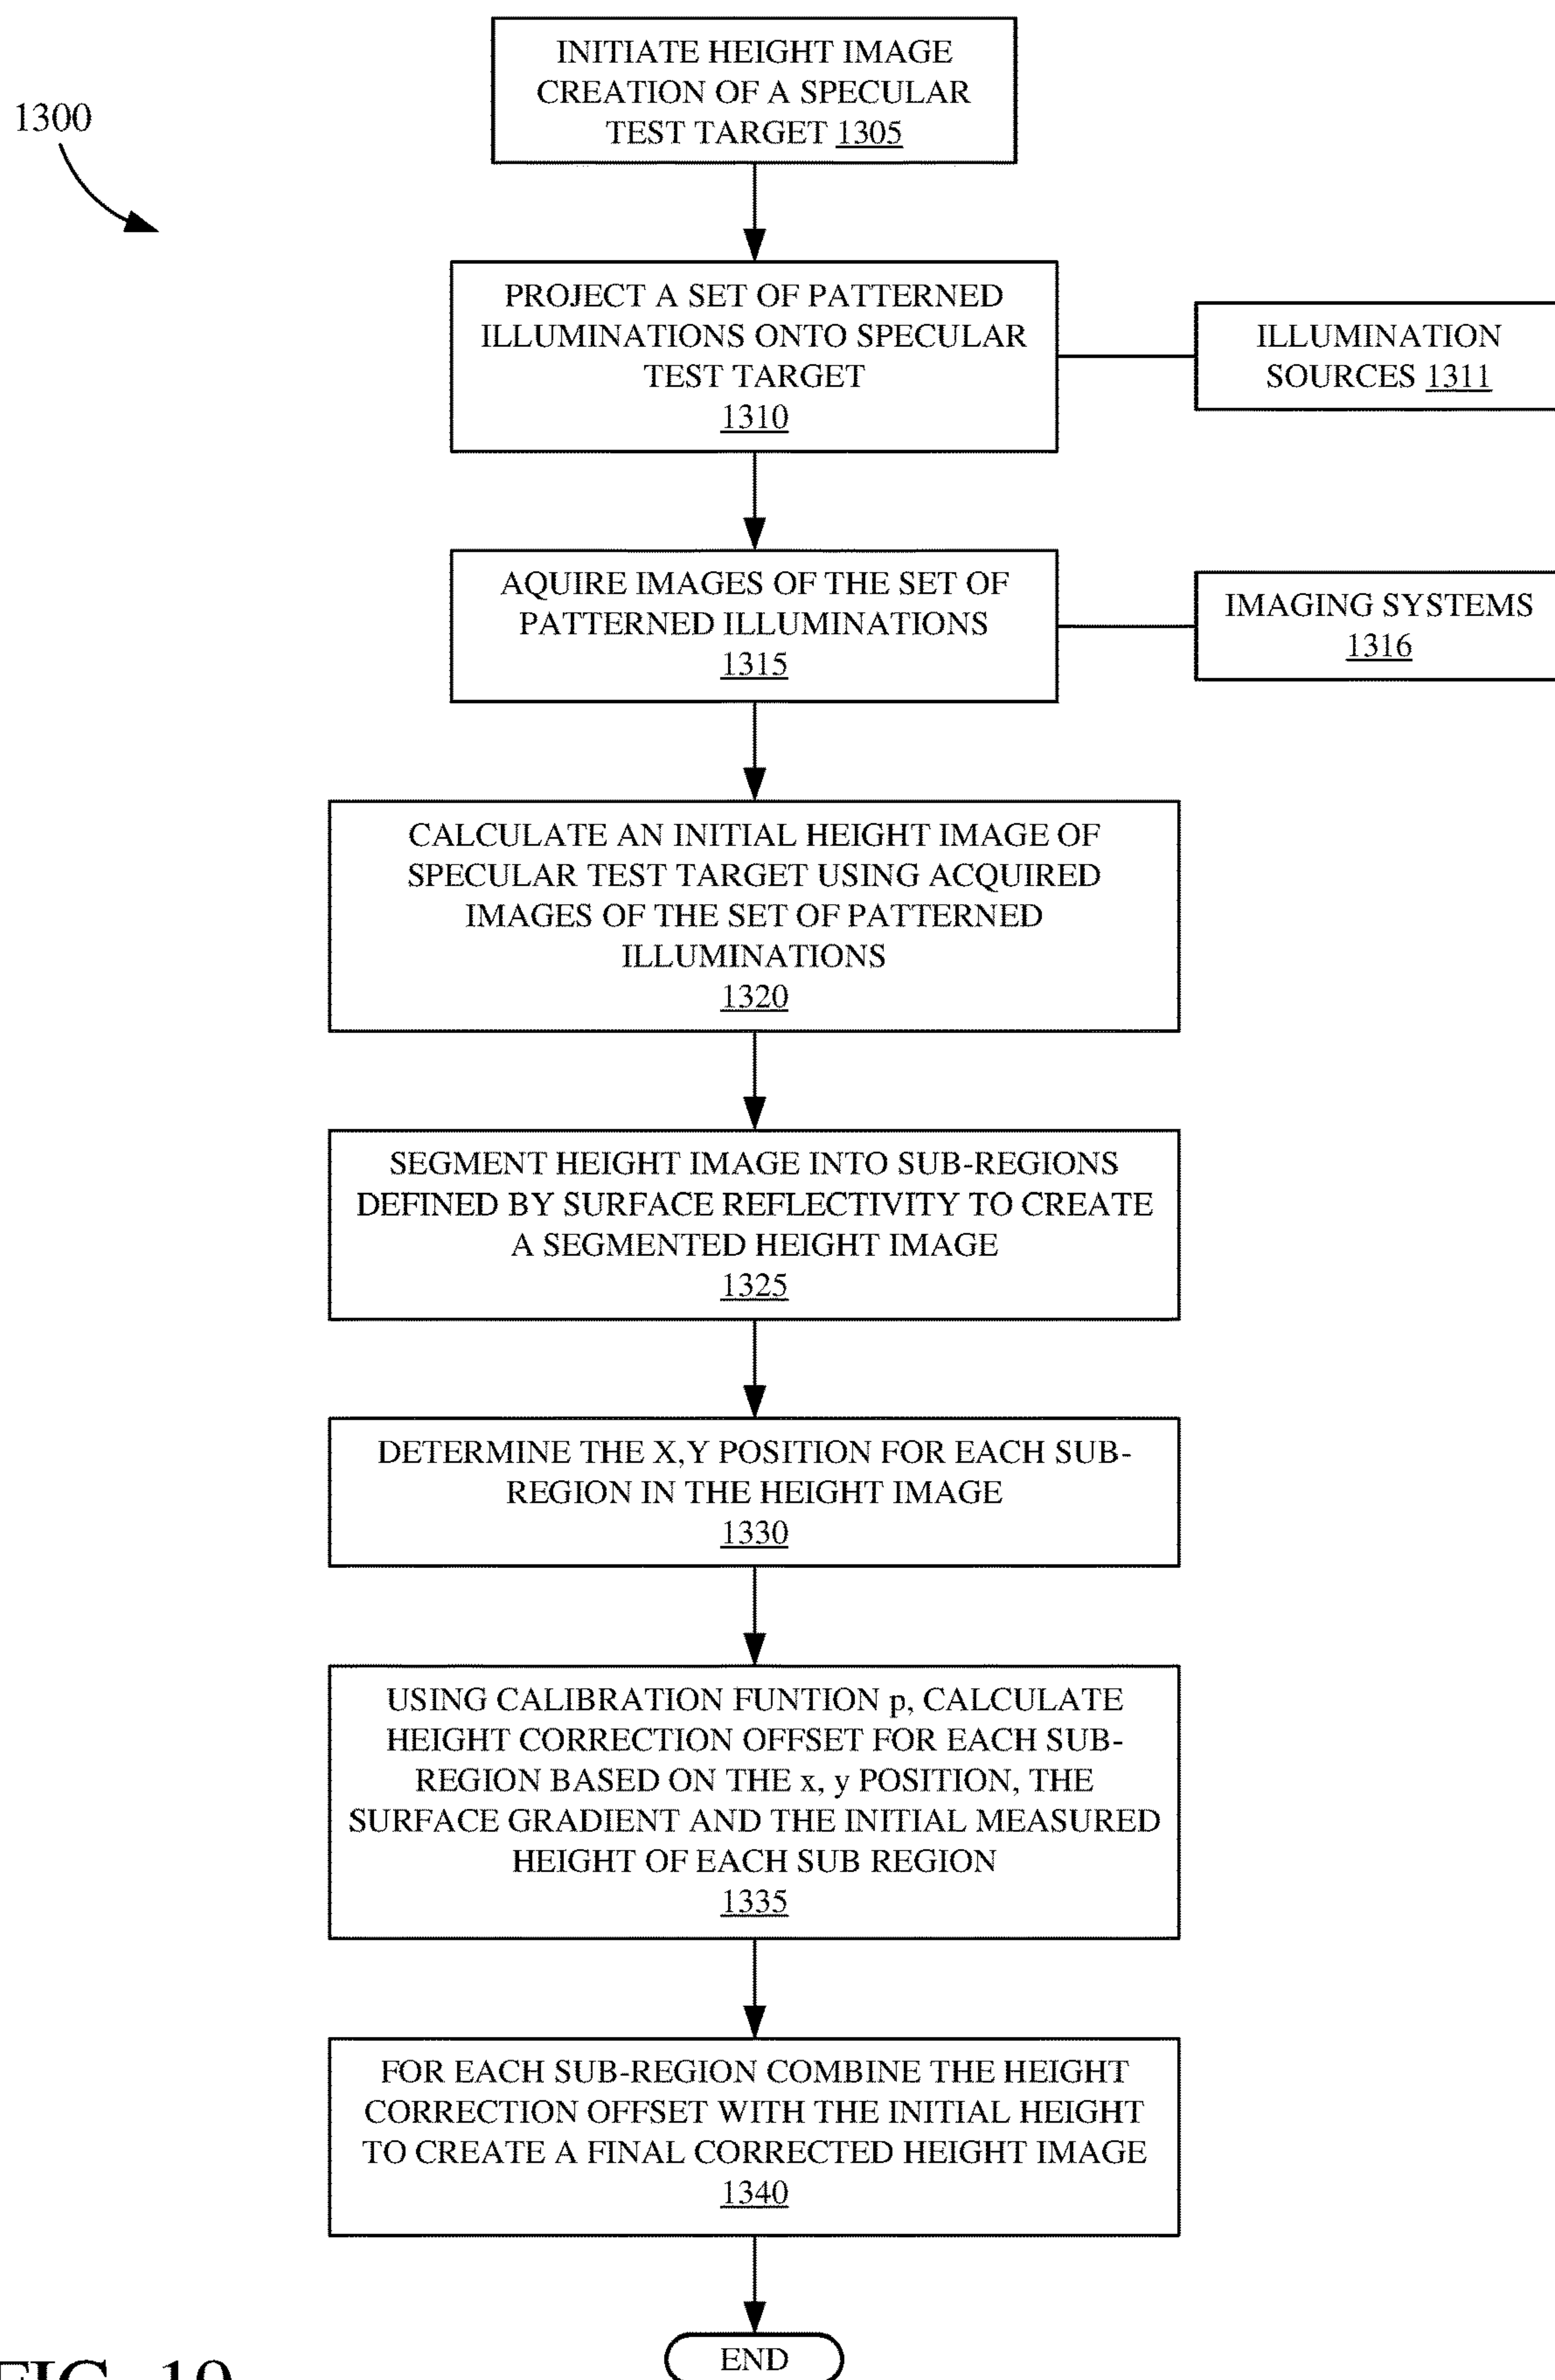 INITIATE HEIGHT IMAGE
CREATION OF A SPECULAR
TEST TARGET 1305
1300
PROJECT A SET OF PATTERNED
ILLUMINATIONS ONTO SPECULAR
TEST TARGET
1310
ILLUMINATION
SOURCES 1311
AQUIRE IMAGES OF THE SET OF
PATTERNED ILLUMINATIONS
1315
IMAGING SYSTEMS
1316
CALCULATE AN INITIAL HEIGHT IMAGE OF
SPECULAR TEST TARGET USING ACQUIRED
IMAGES OF THE SET OF PATTERNED
ILLUMINATIONS
1320
SEGMENT HEIGHT IMAGE INTO SUB-REGIONS
DEFINED BY SURFACE REFLECTIVITY TO CREATE
A SEGMENTED HEIGHT IMAGE
1325
DETERMINE THE X,Y POSITION FOR EACH SUB-
REGION IN THE HEIGHT IMAGE
1330
USING CALIBRATION FUNTION p, CALCULATE
HEIGHT CORRECTION OFFSET FOR EACH SUB-
REGION BASED ON THE x, y POSITION, THE
SURFACE GRADIENT AND THE INITIAL MEASURED
HEIGHT OF EACH SUB REGION
1335
FOR EACH SUB-REGION COMBINE THE HEIGHT
CORRECTION OFFSET WITH THE INITIAL HEIGHT
TO CREATE A FINAL CORRECTED HEIGHT IMAGE
1340
END